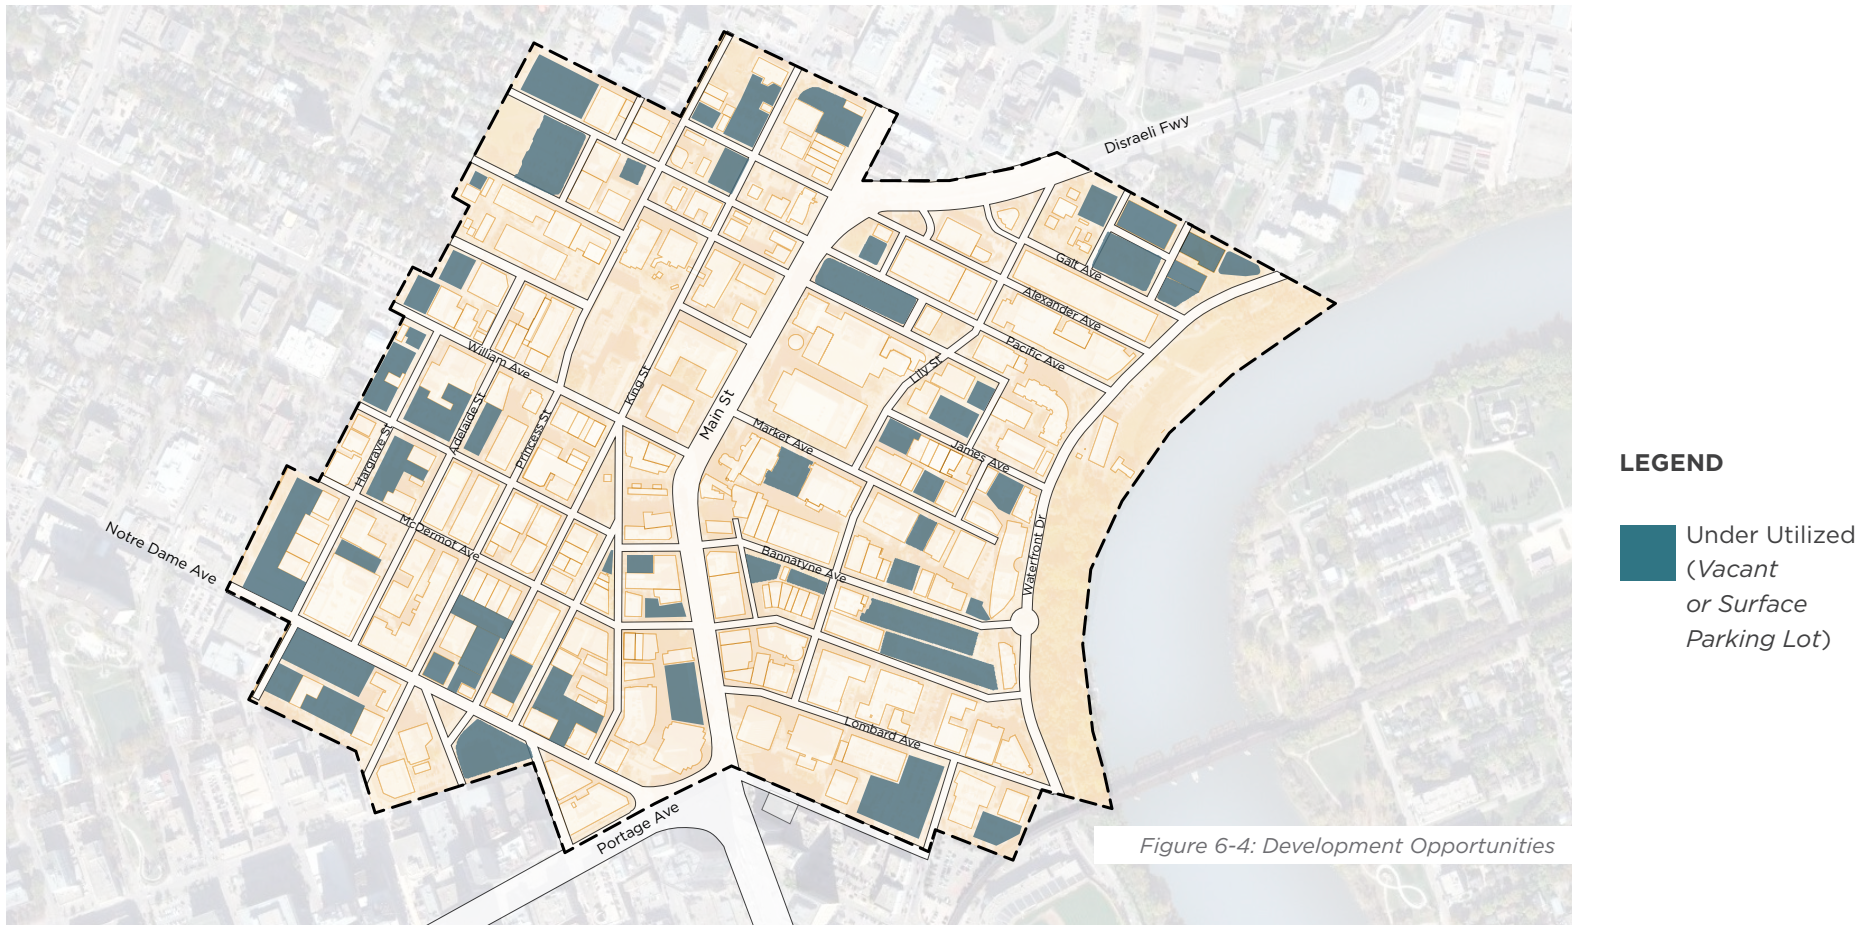 Disraeli Fwy
Galt Ave
Alexander Ave
Pacific Ave
Lily St
William Ave
King St
Main St
Market Ave
James Ave
Adelaide St
Princess St
Hargrave St
McDermot Ave
Notre Dame Ave
Bannatyne Ave
Waterfront Dr
Lombard Ave
Portage Ave
Figure 6-4: Development Opportunities
LEGEND
Under Utilized
(Vacant
or Surface
Parking Lot)